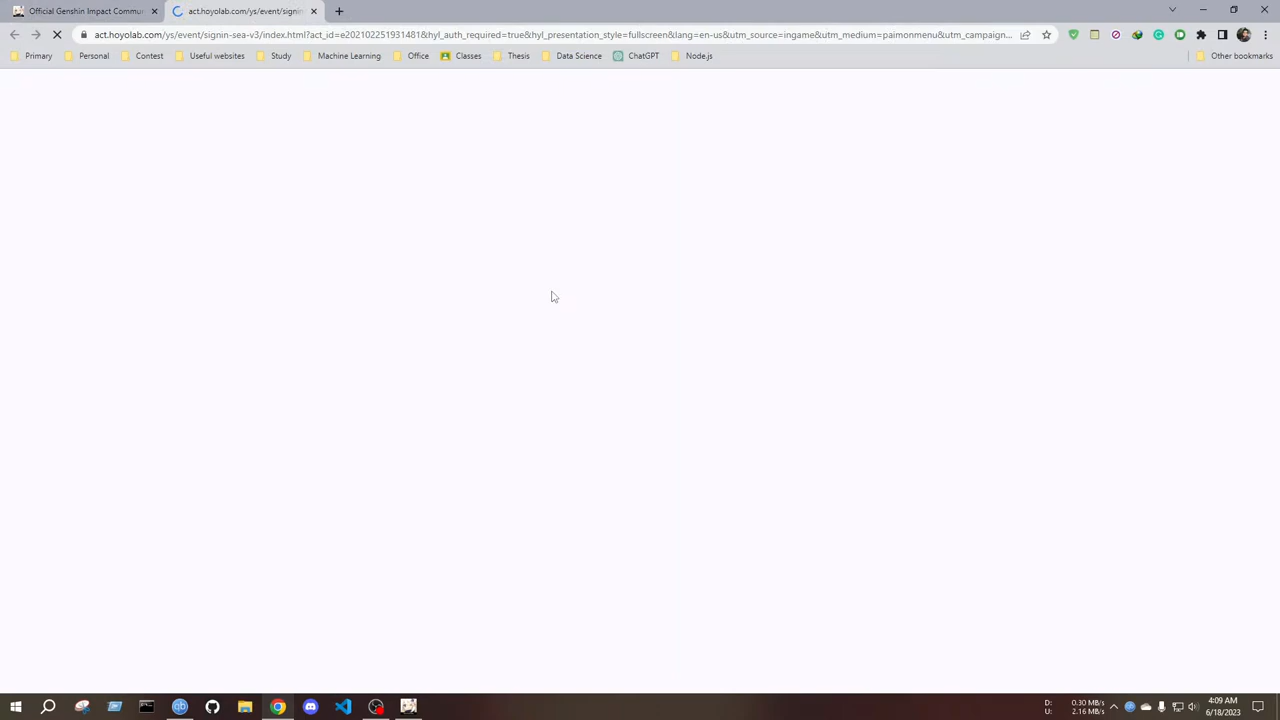 Official Genshin Impact Commu
act.hoyolab.com/ys/event/signin
act.hoyolab.com/ys/event/signin-sea-v3/index.html?act_id=e202102251931481&hyl_auth_required=true&hyl_presentation_style=fullscreen&lang=en-us&utm_source=ingame&utm_medium=paimonmenu&utm_campaign...
Primary Personal Contest Useful websites Study Machine Learning Office Classes Thesis Data Science ChatGPT Node.js Other bookmarks
D: 0.30 MB/s
U: 2.16 MB/s
4:09 AM
6/18/2023